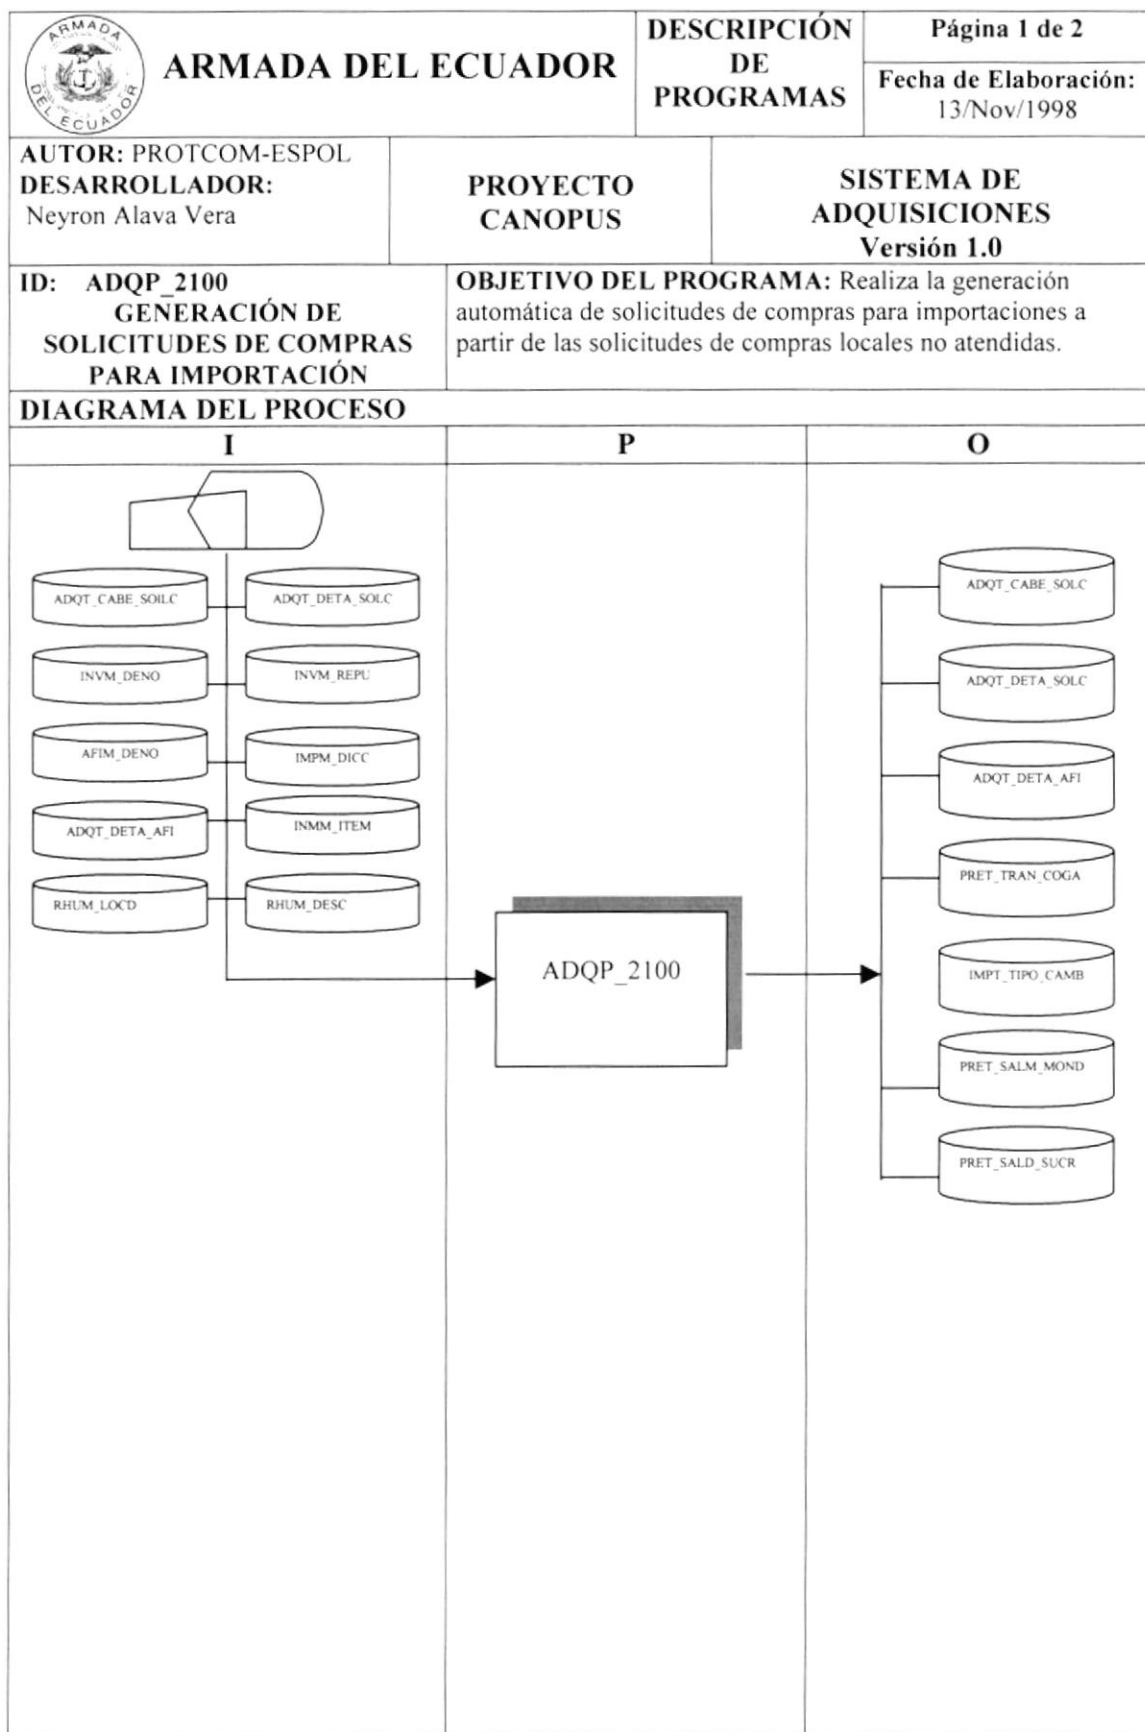 ARMADA
DEL ECUADOR
ARMADA DEL ECUADOR
DESCRIPCIÓN
DE
PROGRAMAS
Página 1 de 2
Fecha de Elaboración:
13/Nov/1998
AUTOR: PROTCOM-ESPOL
DESARROLLADOR:
Neyron Alava Vera
PROYECTO
CANOPUS
SISTEMA DE
ADQUISICIONES
Versión 1.0
ID: ADQP_2100
GENERACIÓN DE
SOLICITUDES DE COMPRAS
PARA IMPORTACIÓN
OBJETIVO DEL PROGRAMA: Realiza la generación
automática de solicitudes de compras para importaciones a
partir de las solicitudes de compras locales no atendidas.
DIAGRAMA DEL PROCESO
I
P
O
ADQT_CABE_SOILC
ADQT_DETA_SOLC
INVM_DENO
INVM_REPU
AFIM_DENO
IMPM_DICC
ADQT_DETA_AFI
INMM_ITEM
RHUM_LOCD
RHUM_DESC
ADQP_2100
ADQT_CABE_SOLC
ADQT_DETA_SOLC
ADQT_DETA_AFI
PRET_TRAN_COGA
IMPT_TIPO_CAMB
PRET_SALM_MOND
PRET_SALD_SUCR